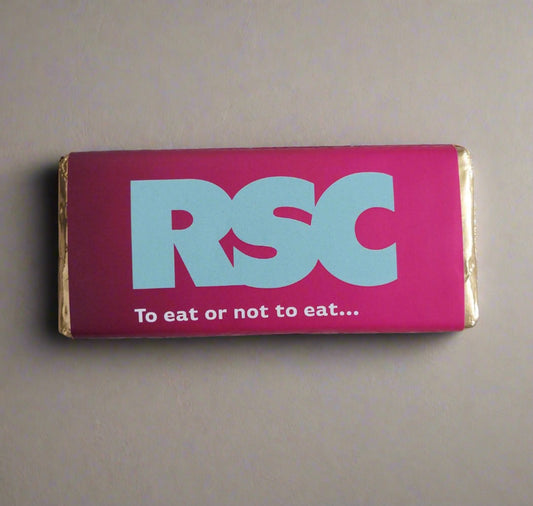 RSC
To eat or not to eat...